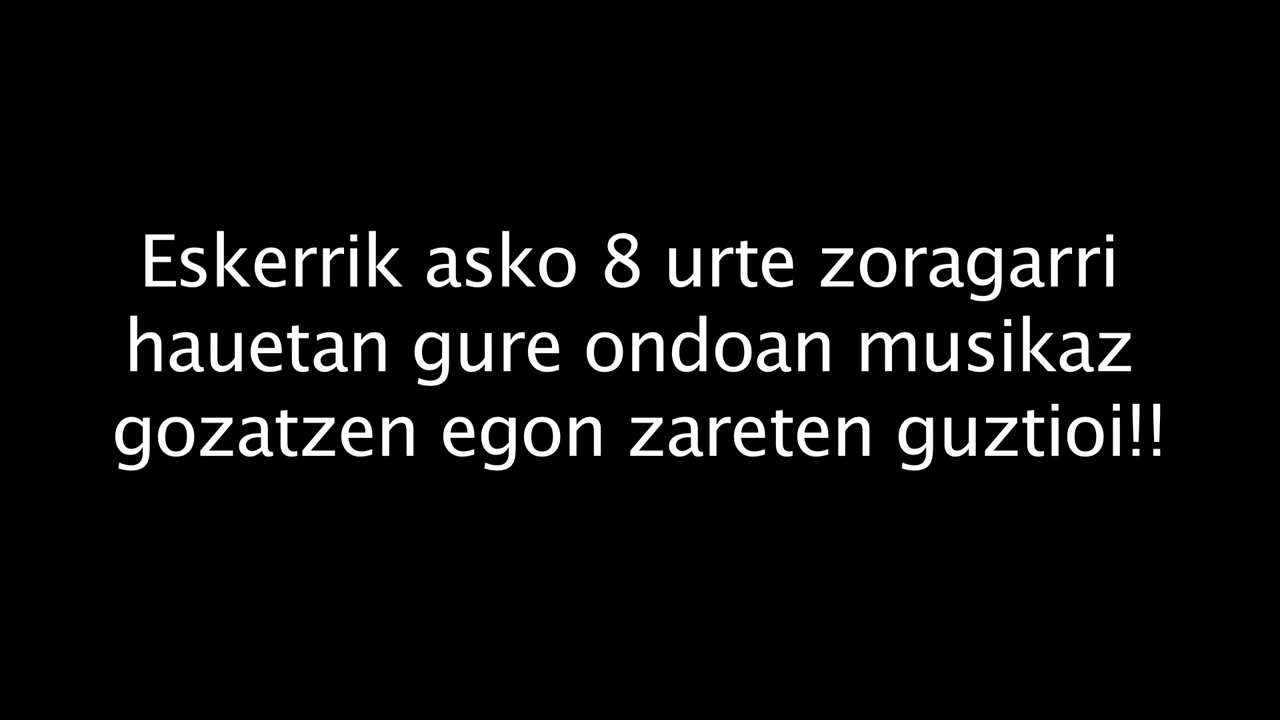 Eskerrik asko 8 urte zoragarri
hauetan gure ondoan musikaz
gozatzen egon zareten guztioi!!